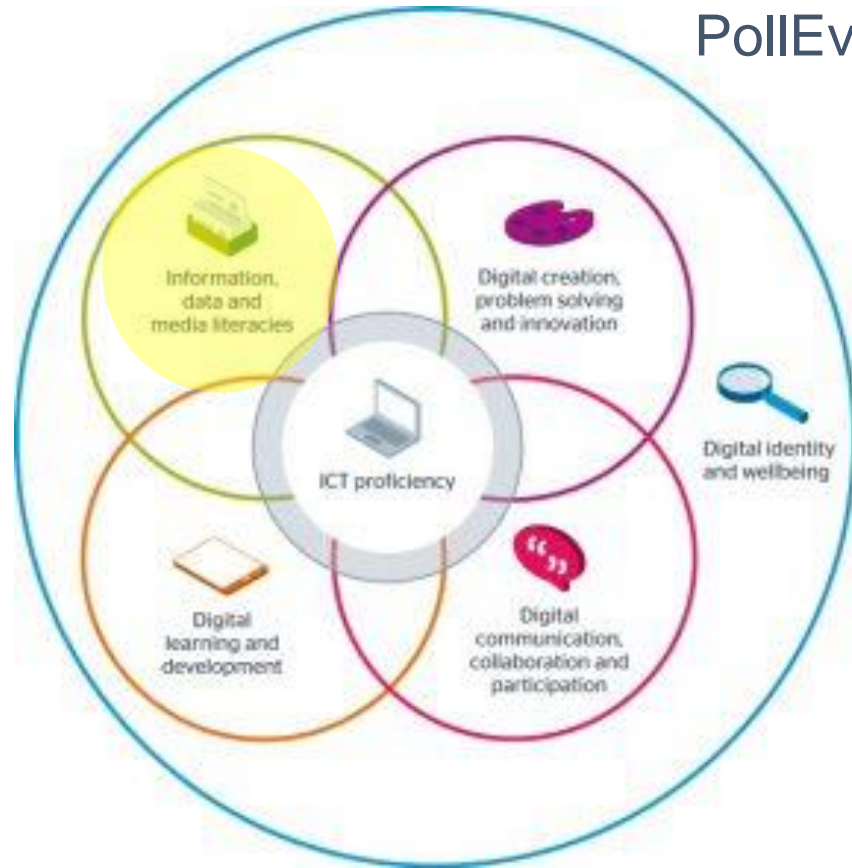 PollEv
Information,
data and
media literacies
Digital creation,
problem solving
and innovation
ICT proficiency
Digital identity
and wellbeing
Digital
learning and
development
Digital
communication,
collaboration and
participation